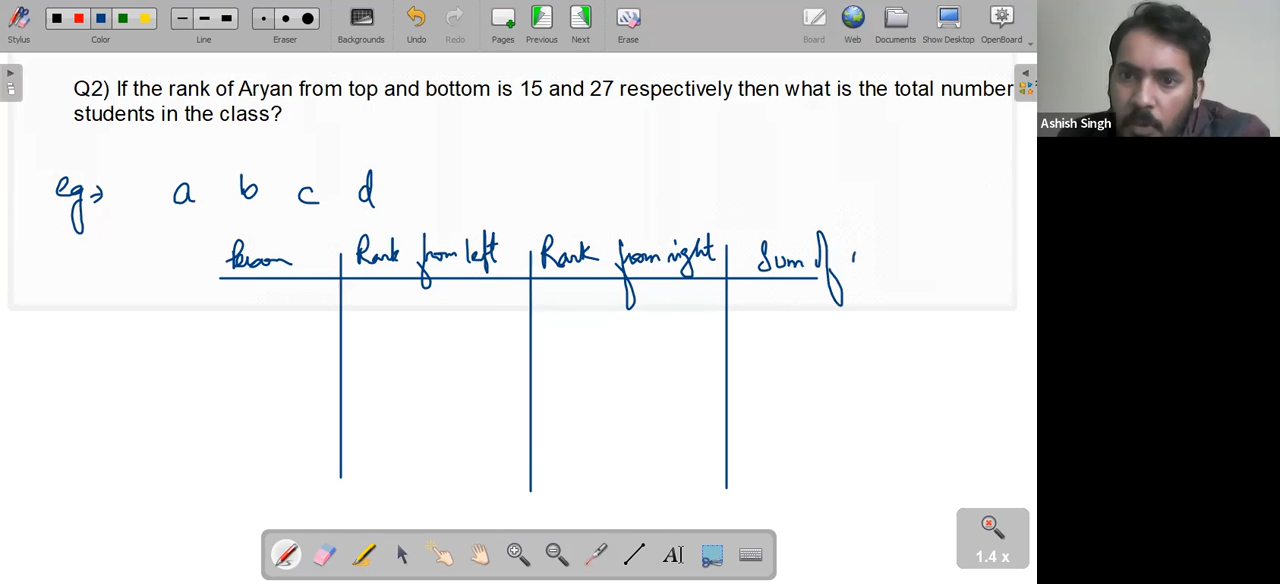 Stylus Color Line Eraser Backgrounds Undo Redo Pages Previous Next Erase Board Web Documents Show Desktop OpenBoard
Q2) If the rank of Aryan from top and bottom is 15 and 27 respectively then what is the total number
students in the class?
Ashish Singh
eg→ a b c d
Person Rank from left Rank from right Sum of
1.4 x